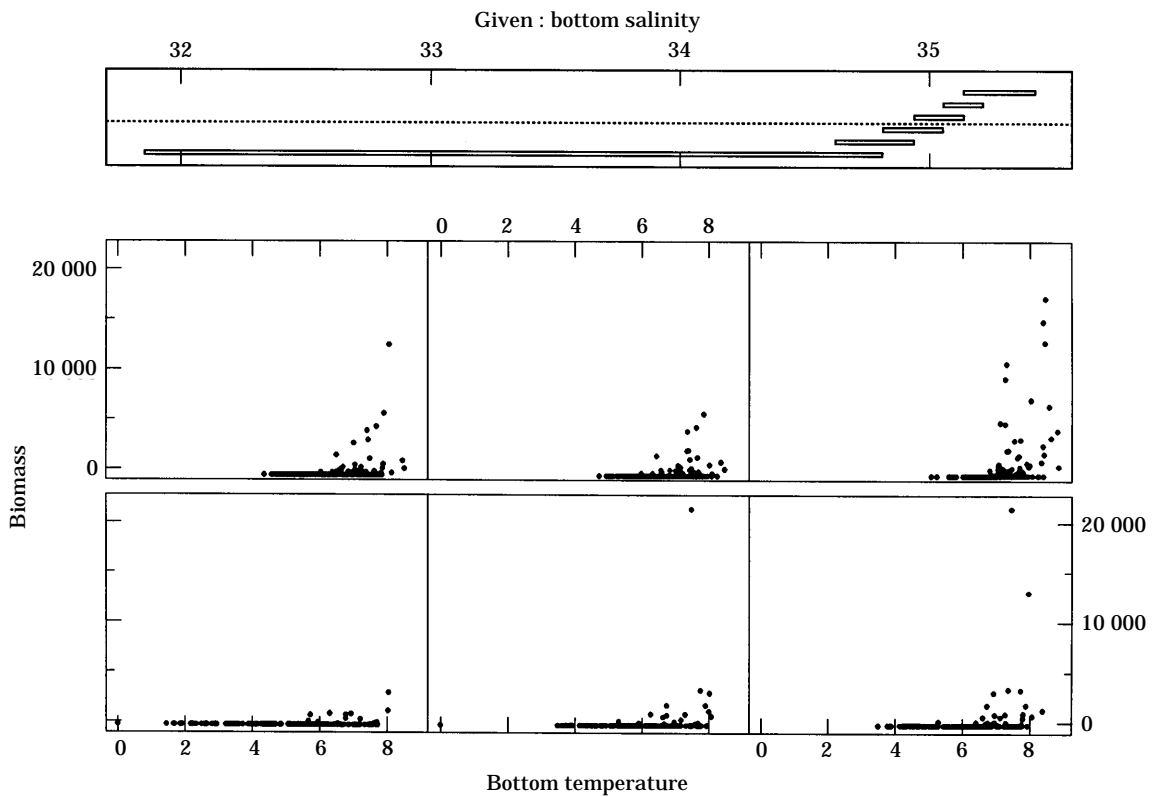 Given : bottom salinity
32 33 34 35
0 2 4 6 8
20 000
10 000
0
Biomass
20 000
10 000
0
0 2 4 6 8 0 2 4 6 8
Bottom temperature